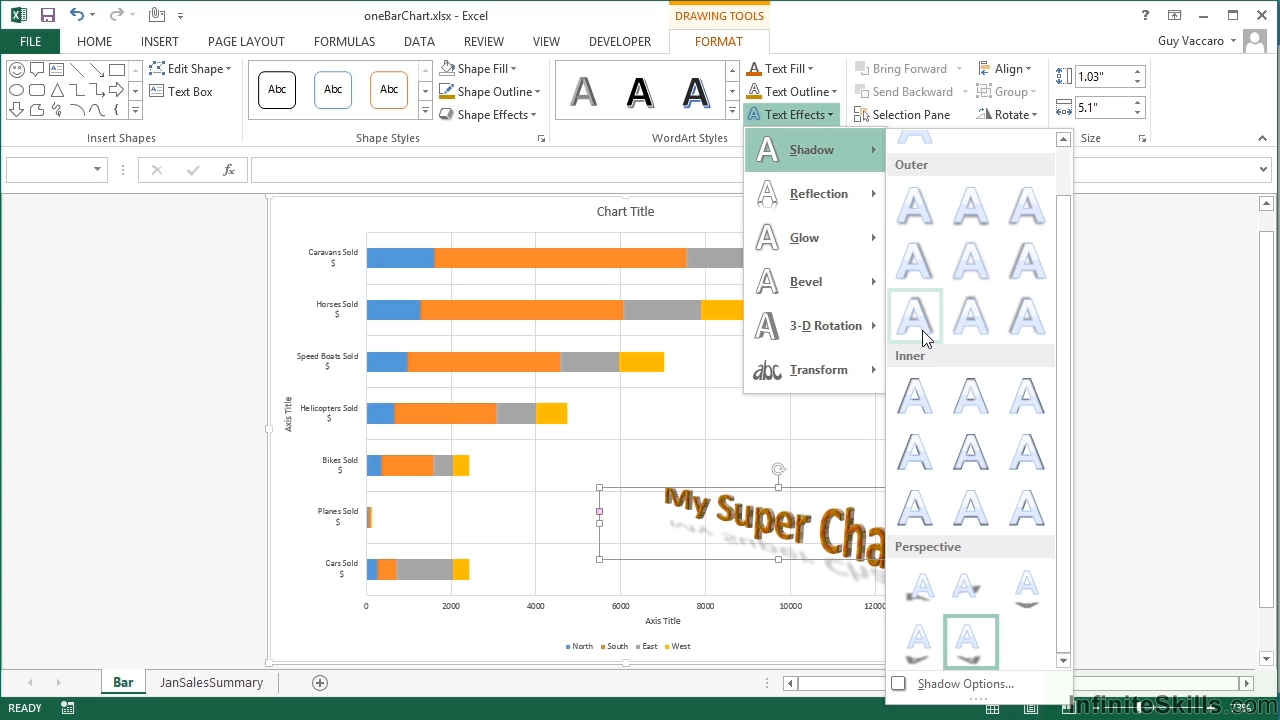 oneBarChart.xlsx - Excel
DRAWING TOOLS
?
FILE
HOME
INSERT
PAGE LAYOUT
FORMULAS
DATA
REVIEW
VIEW
DEVELOPER
FORMAT
Guy Vaccaro
Edit Shape
Text Box
Insert Shapes
Abc
Abc
Abc
Shape Fill
Shape Outline
Shape Effects
Shape Styles
A
A
A
WordArt Styles
Text Fill
Text Outline
Text Effects
Bring Forward
Send Backward
Selection Pane
Align
Group
Rotate
1.03"
5.1"
Size
fx
Shadow
Reflection
Glow
Bevel
3-D Rotation
abc Transform
Outer
Inner
Perspective
Shadow Options...
Chart Title
Caravans Sold
$
Horses Sold
$
Speed Boats Sold
$
Helicopters Sold
$
Bikes Sold
$
Planes Sold
$
Cars Sold
$
Axis Title
My Super Cha
0
2000
4000
6000
8000
10000
12000
Axis Title
North
South
East
West
Bar
JanSalesSummary
READY
73%
InfiniteSkills.com